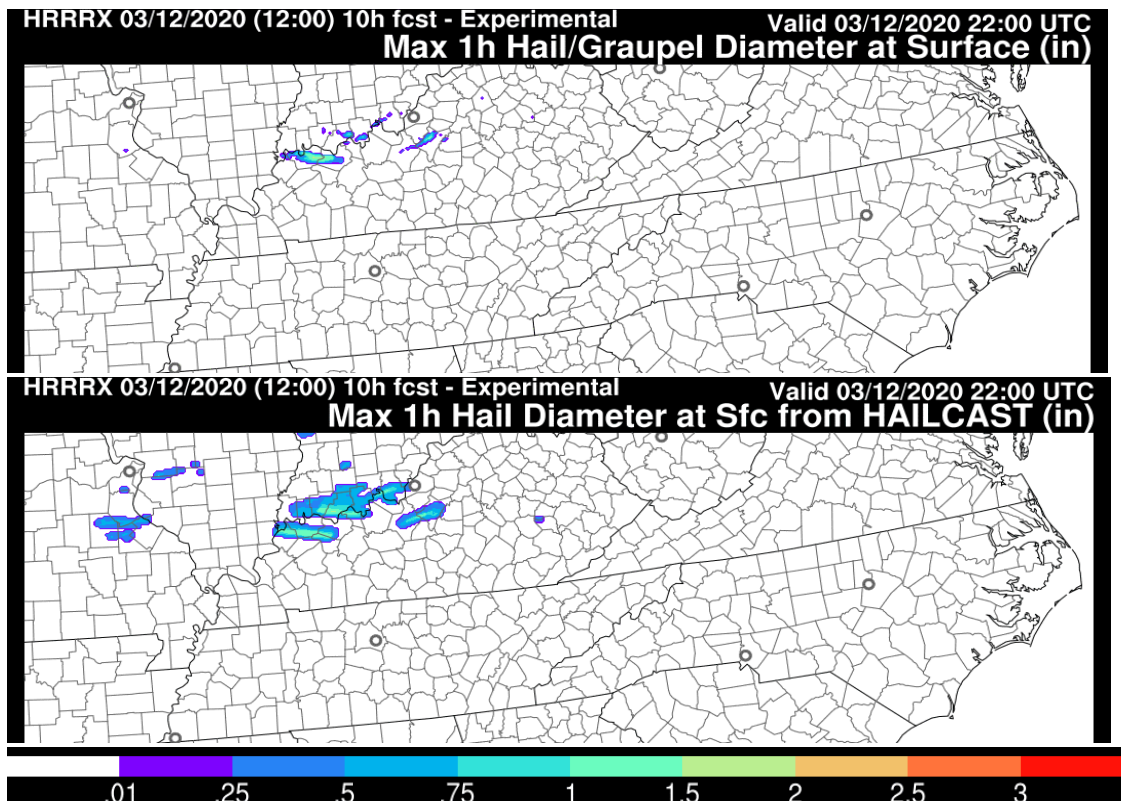 HRRRX 03/12/2020 (12:00) 10h fcst - Experimental Valid 03/12/2020 22:00 UTC
Max 1h Hail/Graupel Diameter at Surface (in)
HRRRX 03/12/2020 (12:00) 10h fcst - Experimental Valid 03/12/2020 22:00 UTC
Max 1h Hail Diameter at Sfc from HAILCAST (in)
.01 .25 .5 .75 1 1.5 2 2.5 3